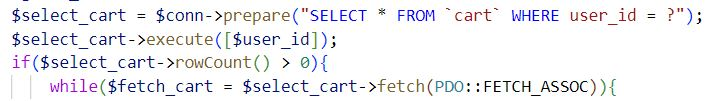 $select_cart = $conn->prepare("SELECT * FROM `cart` WHERE user_id = ?");
$select_cart->execute([$user_id]);
if($select_cart->rowCount() > 0){
while($fetch_cart = $select_cart->fetch(PDO::FETCH_ASSOC)){